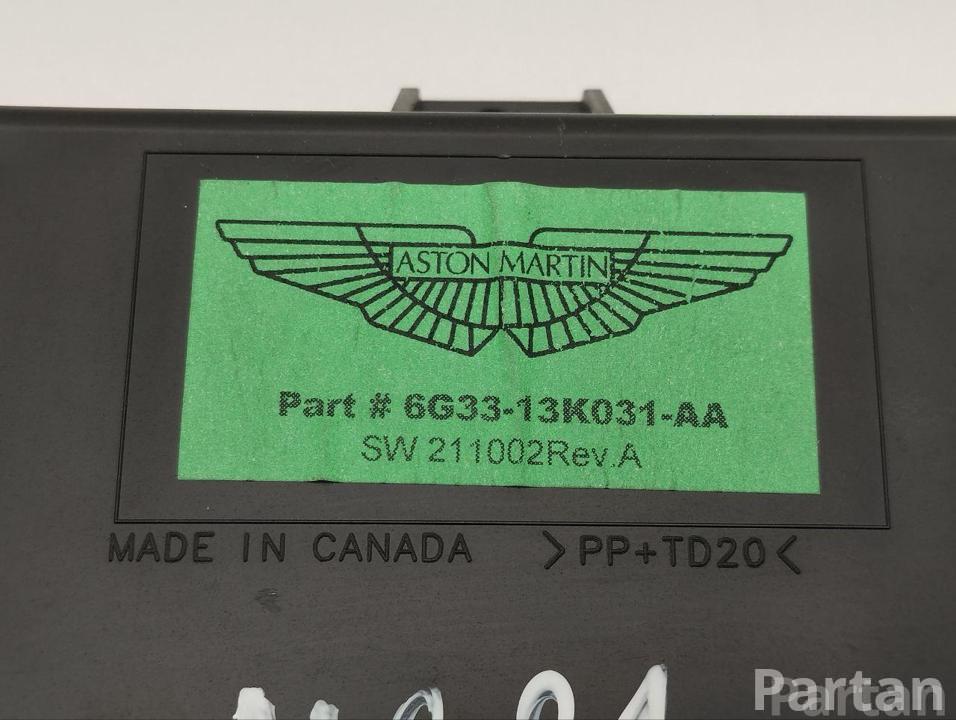 ASTON MARTIN
Part # 6G33-13K031-AA
SW 211002Rev.A
MADE IN CANADA >PP+TD20<
Partan